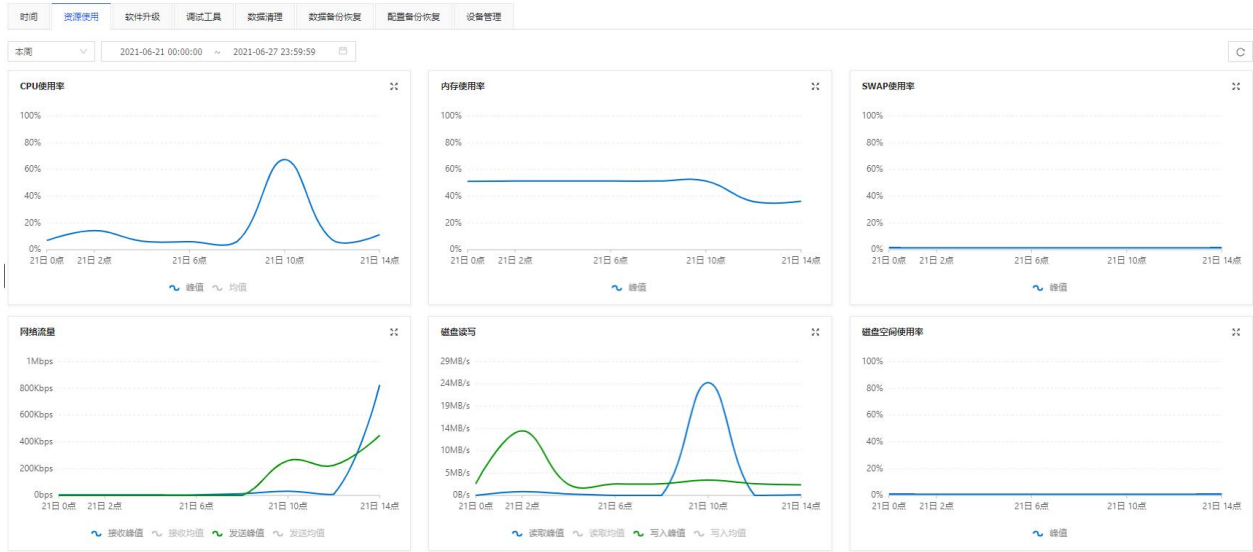 时间 资源使用 软件升级 调试工具 数据清理 数据备份恢复 配置备份恢复 设备管理
本周 2021-06-21 00:00:00 ~ 2021-06-27 23:59:59
CPU使用率
100%
80%
60%
40%
20%
0%
21日 0点 21日 2点 21日 6点 21日 10点 21日 14点
峰值 均值
内存使用率
100%
80%
60%
40%
20%
0%
21日 0点 21日 2点 21日 6点 21日 10点 21日 14点
峰值
SWAP使用率
100%
80%
60%
40%
20%
0%
21日 0点 21日 2点 21日 6点 21日 10点 21日 14点
峰值
网络流量
1Mbps
800Kbps
600Kbps
400Kbps
200Kbps
0bps
21日 0点 21日 2点 21日 6点 21日 10点 21日 14点
接收峰值 接收均值 发送峰值 发送均值
磁盘读写
29MB/s
24MB/s
19MB/s
14MB/s
10MB/s
5MB/s
0B/s
21日 0点 21日 2点 21日 6点 21日 10点 21日 14点
读取峰值 读取均值 写入峰值 写入均值
磁盘空间使用率
100%
80%
60%
40%
20%
0%
21日 0点 21日 2点 21日 6点 21日 10点 21日 14点
峰值